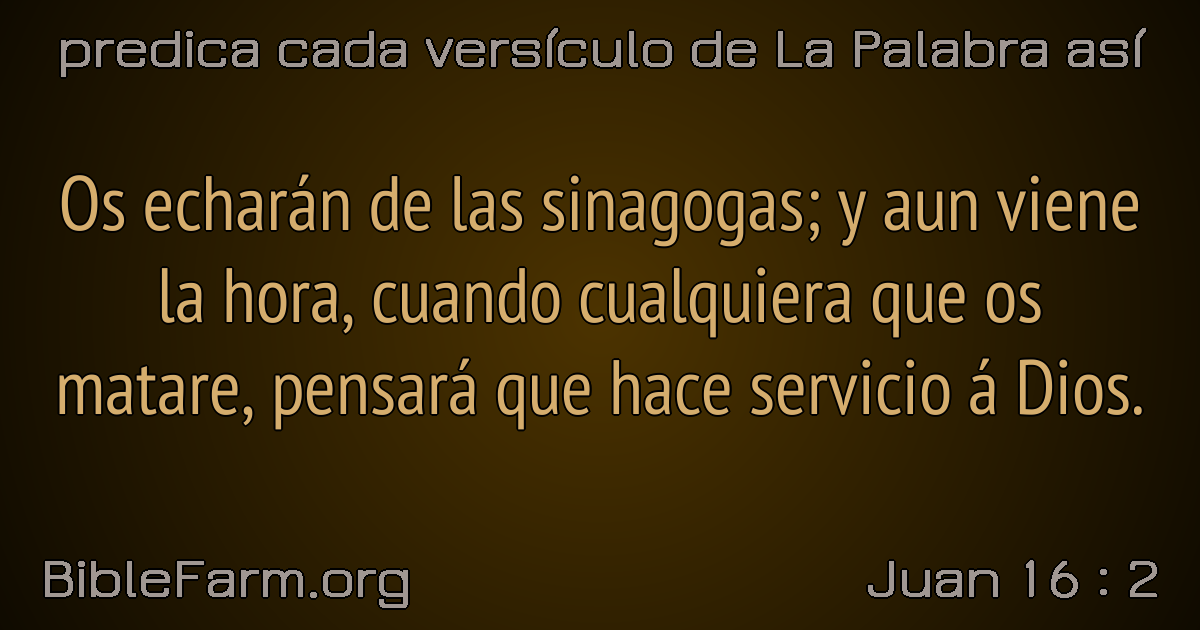 predica cada versículo de La Palabra así
Os echarán de las sinagogas; y aun viene
la hora, cuando cualquiera que os
matare, pensará que hace servicio á Dios.
BibleFarm.org
Juan 16 : 2